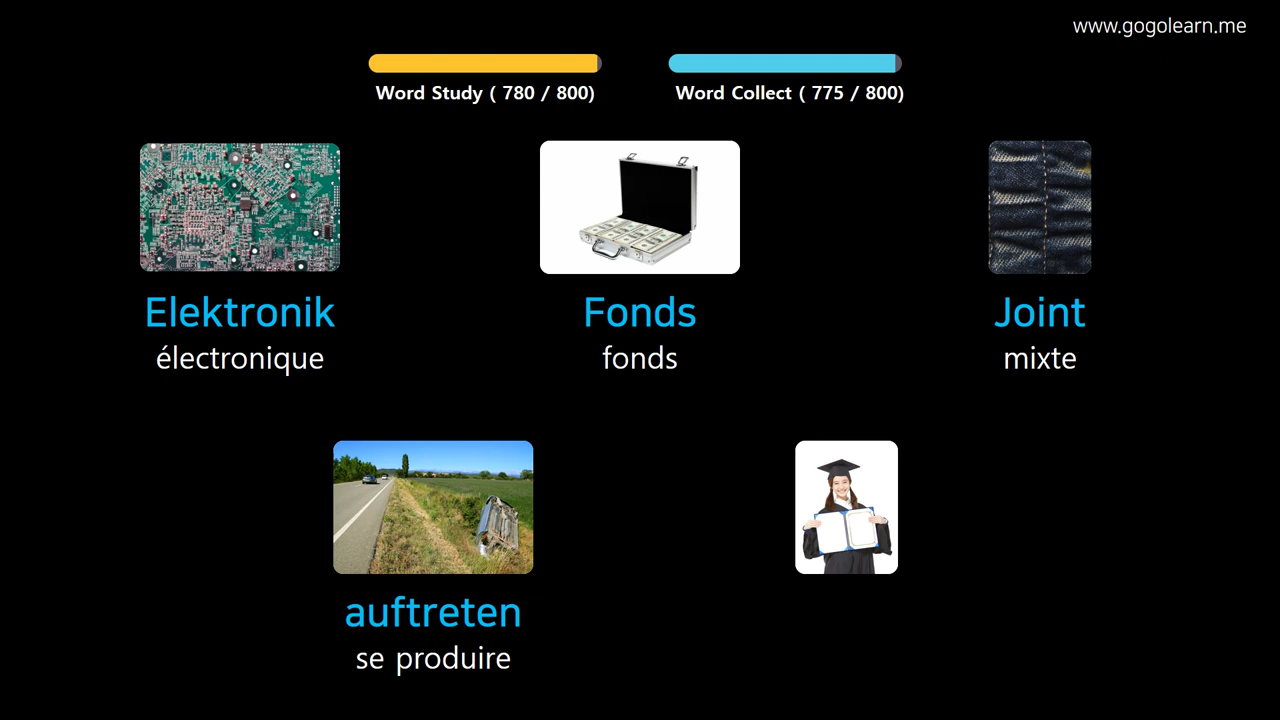 www.gogolearn.me
Word Study ( 780 / 800)
Word Collect ( 775 / 800)
Elektronik
électronique
Fonds
fonds
Joint
mixte
auftreten
se produire